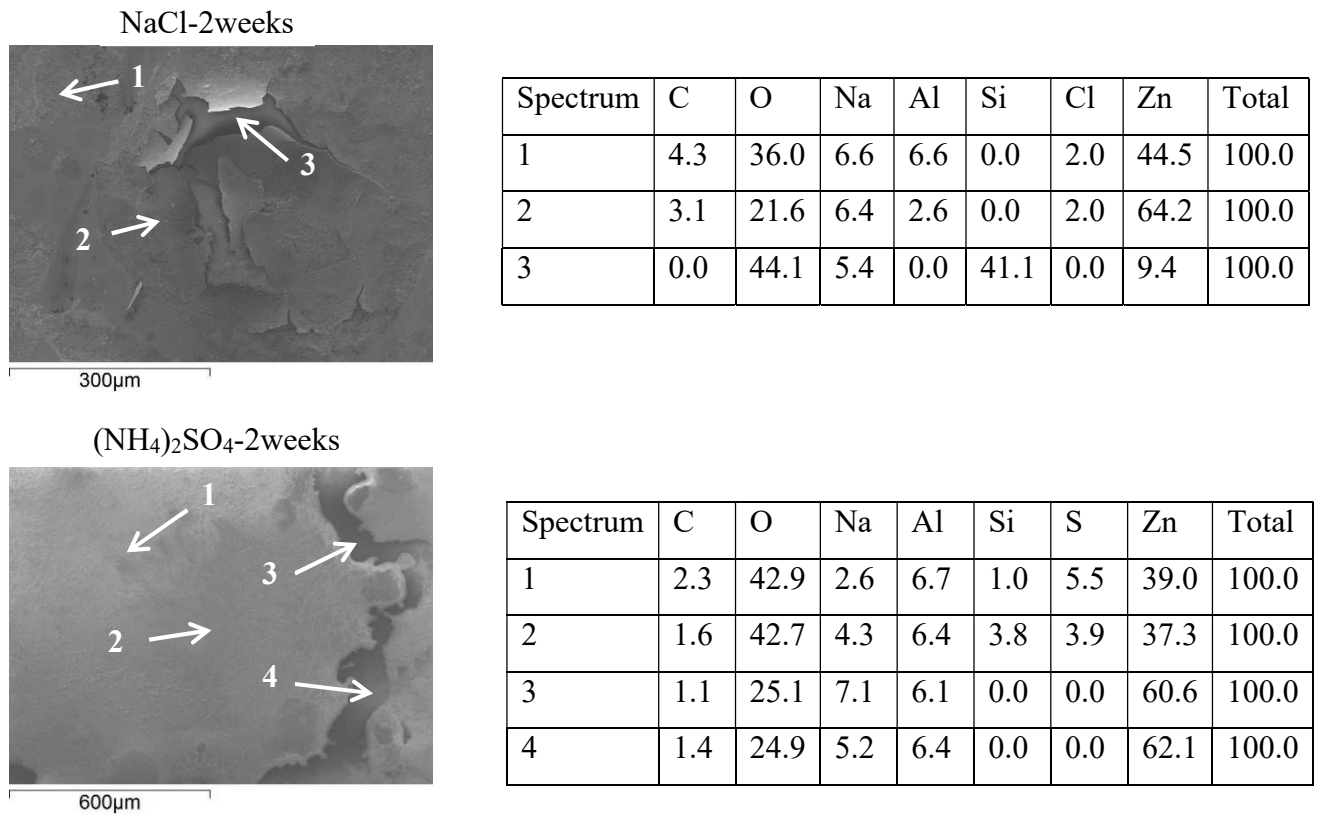 NaCl-2weeks
1
3
2
300µm
Spectrum C O Na Al Si Cl Zn Total
1 4.3 36.0 6.6 6.6 0.0 2.0 44.5 100.0
2 3.1 21.6 6.4 2.6 0.0 2.0 64.2 100.0
3 0.0 44.1 5.4 0.0 41.1 0.0 9.4 100.0
(NH4)2SO4-2weeks
1
3
2
4
600µm
Spectrum C O Na Al Si S Zn Total
1 2.3 42.9 2.6 6.7 1.0 5.5 39.0 100.0
2 1.6 42.7 4.3 6.4 3.8 3.9 37.3 100.0
3 1.1 25.1 7.1 6.1 0.0 0.0 60.6 100.0
4 1.4 24.9 5.2 6.4 0.0 0.0 62.1 100.0